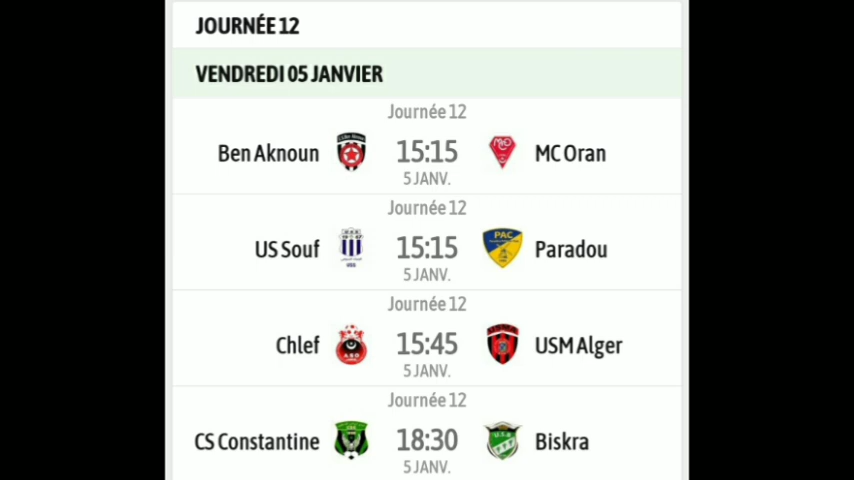 JOURNÉE 12
VENDREDI 05 JANVIER
Journée 12
Ben Aknoun 15:15 MC Oran
5 JANV.
Journée 12
US Souf 15:15 PAC Paradou
5 JANV.
Journée 12
Chlef 15:45 USM Alger
5 JANV.
Journée 12
CS Constantine 18:30 Biskra
5 JANV.